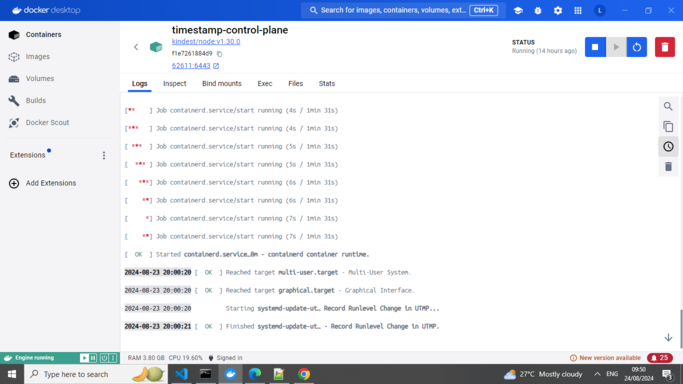 docker desktop
Search for images, containers, volumes, ext... Ctrl+K
L
Containers
Images
Volumes
Builds
Docker Scout
Extensions
Add Extensions
timestamp-control-plane
kindest/node:v1.30.0
f1e7261884d9
62611:6443
STATUS
Running (14 hours ago)
Logs Inspect Bind mounts Exec Files Stats
[** ] Job containerd.service/start running (4s / 1min 31s)
[*** ] Job containerd.service/start running (4s / 1min 31s)
[ *** ] Job containerd.service/start running (5s / 1min 31s)
[ *** ] Job containerd.service/start running (5s / 1min 31s)
[ ***] Job containerd.service/start running (6s / 1min 31s)
[ **] Job containerd.service/start running (6s / 1min 31s)
[ *] Job containerd.service/start running (7s / 1min 31s)
[ **] Job containerd.service/start running (7s / 1min 31s)
[ OK ] Started containerd.service…0m - containerd container runtime.
2024-08-23 20:00:20 [ OK ] Reached target multi-user.target - Multi-User System.
2024-08-23 20:00:20 [ OK ] Reached target graphical.target - Graphical Interface.
2024-08-23 20:00:20 Starting systemd-update-ut… Record Runlevel Change in UTMP...
2024-08-23 20:00:21 [ OK ] Finished systemd-update-ut… - Record Runlevel Change in UTMP.
Engine running
RAM 3.80 GB CPU 19.60% Signed in
New version available
25
Type here to search
27°C Mostly cloudy
ENG
09:50
24/08/2024
3